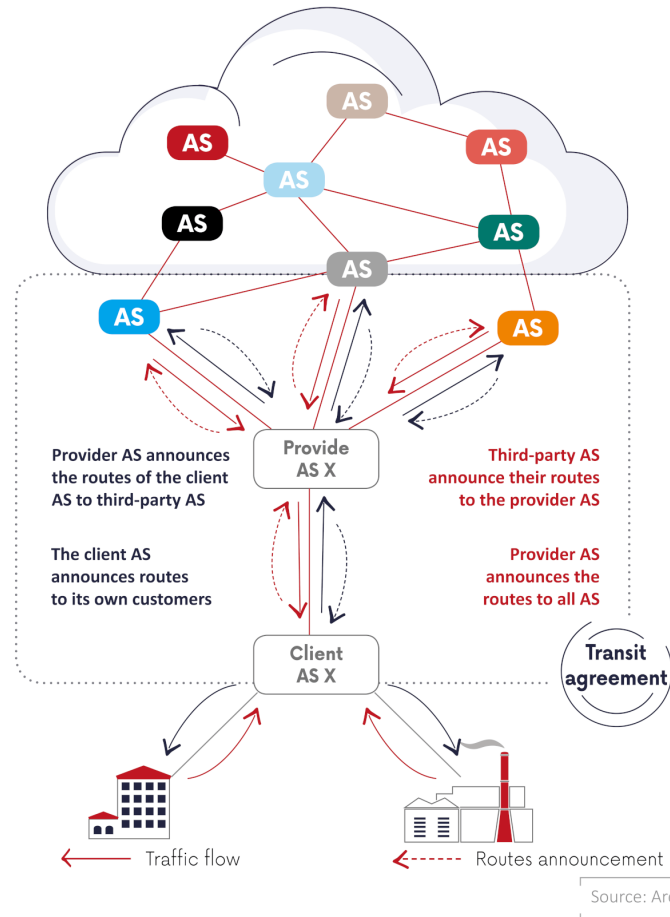 AS
AS
AS
AS
AS
AS
AS
AS
AS
Provide
AS X
Provider AS announces
the routes of the client
AS to third-party AS
Third-party AS
announce their routes
to the provider AS
The client AS
announces routes
to its own customers
Provider AS
announces the
routes to all AS
Client
AS X
Transit
agreement
Traffic flow
Routes announcement
Source: